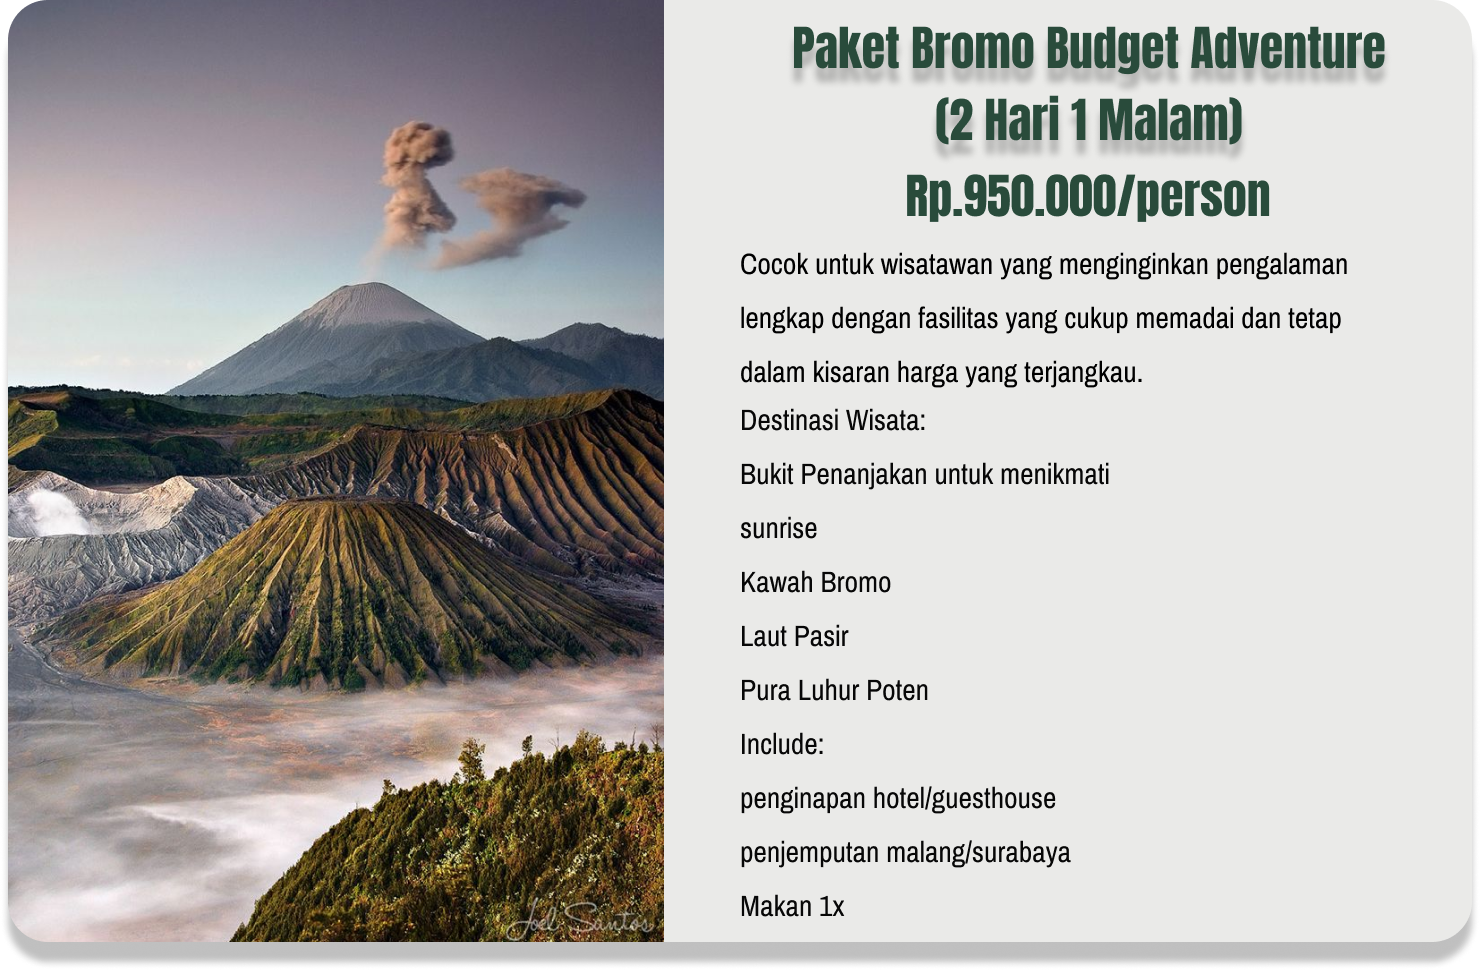 Paket Bromo Budget Adventure
(2 Hari 1 Malam)
Rp.950.000/person
Cocok untuk wisatawan yang menginginkan pengalaman
lengkap dengan fasilitas yang cukup memadai dan tetap
dalam kisaran harga yang terjangkau.
Destinasi Wisata:
Bukit Penanjakan untuk menikmati
sunrise
Kawah Bromo
Laut Pasir
Pura Luhur Poten
Include:
penginapan hotel/guesthouse
penjemputan malang/surabaya
Makan 1x
Joel Santos